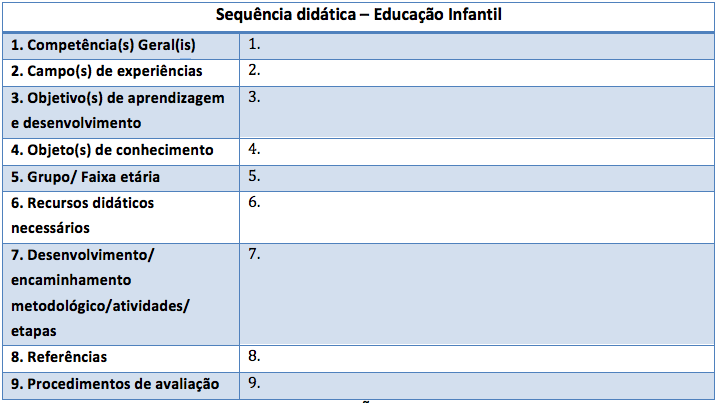 Sequência didática – Educação Infantil
1. Competência(s) Geral(is)
1.
2. Campo(s) de experiências
2.
3. Objetivo(s) de aprendizagem
e desenvolvimento
3.
4. Objeto(s) de conhecimento
4.
5. Grupo/ Faixa etária
5.
6. Recursos didáticos
necessários
6.
7. Desenvolvimento/
encaminhamento
metodológico/atividades/
etapas
7.
8. Referências
8.
9. Procedimentos de avaliação
9.